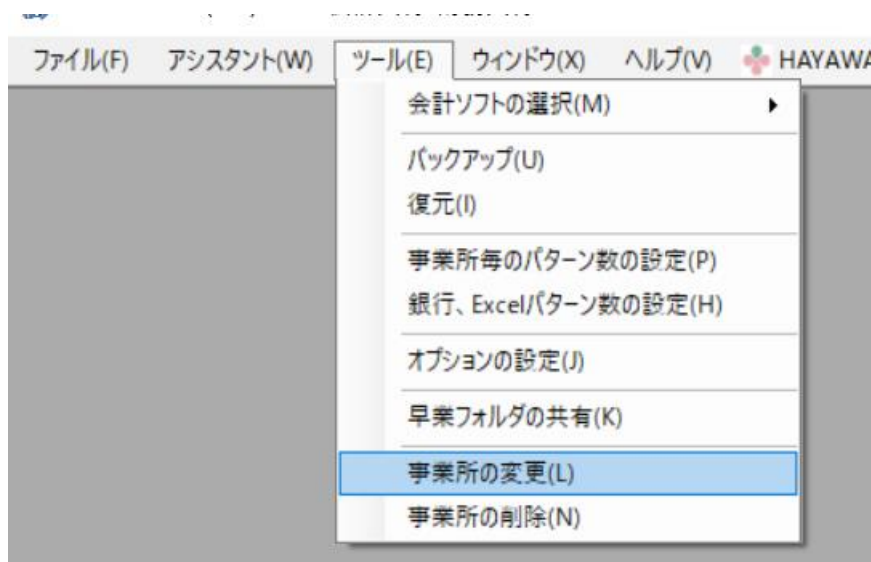 ファイル(F) アシスタント(W) ツール(E) ウィンドウ(X) ヘルプ(V) HAYAWA
会計ソフトの選択(M)
バックアップ(U)
復元(I)
事業所毎のパターン数の設定(P)
銀行、Excelパターン数の設定(H)
オプションの設定(J)
早業フォルダの共有(K)
事業所の変更(L)
事業所の削除(N)